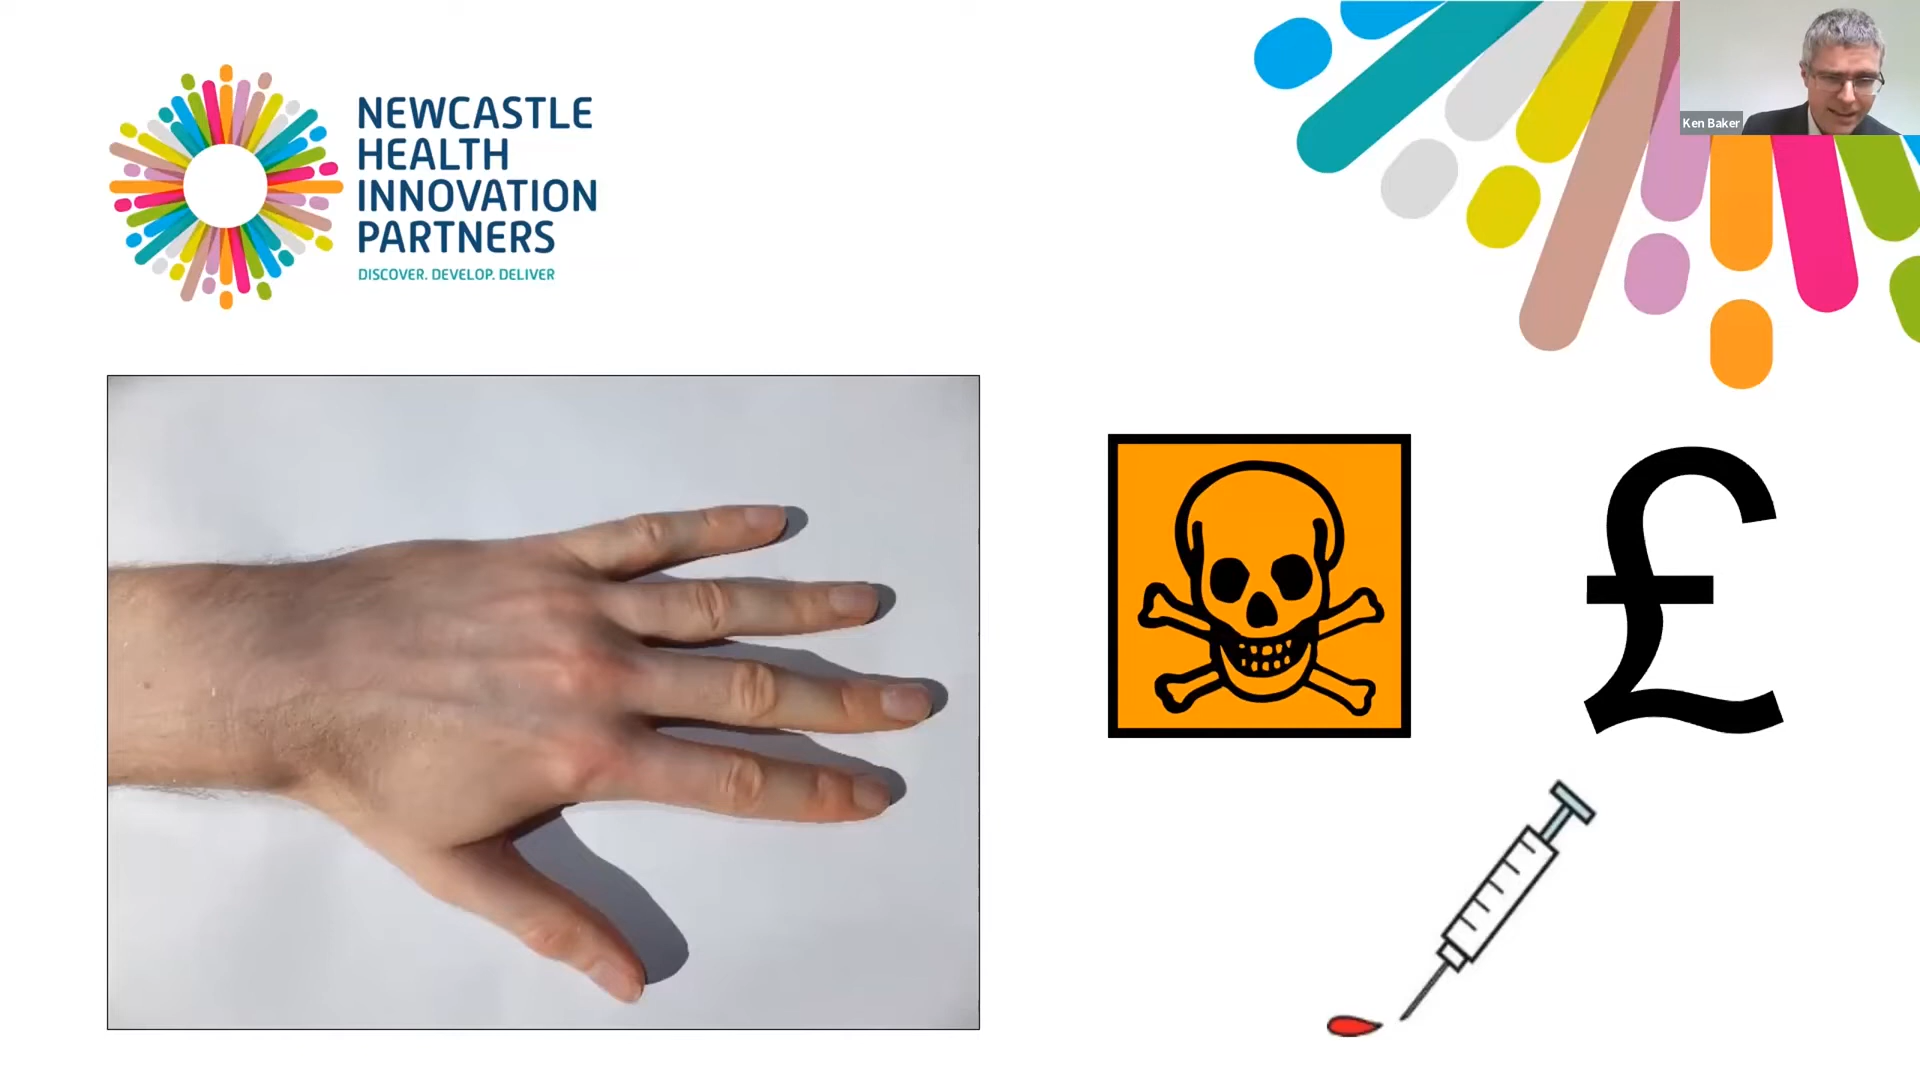 NEWCASTLE
HEALTH
INNOVATION
PARTNERS
DISCOVER. DEVELOP. DELIVER
Ken Baker
£